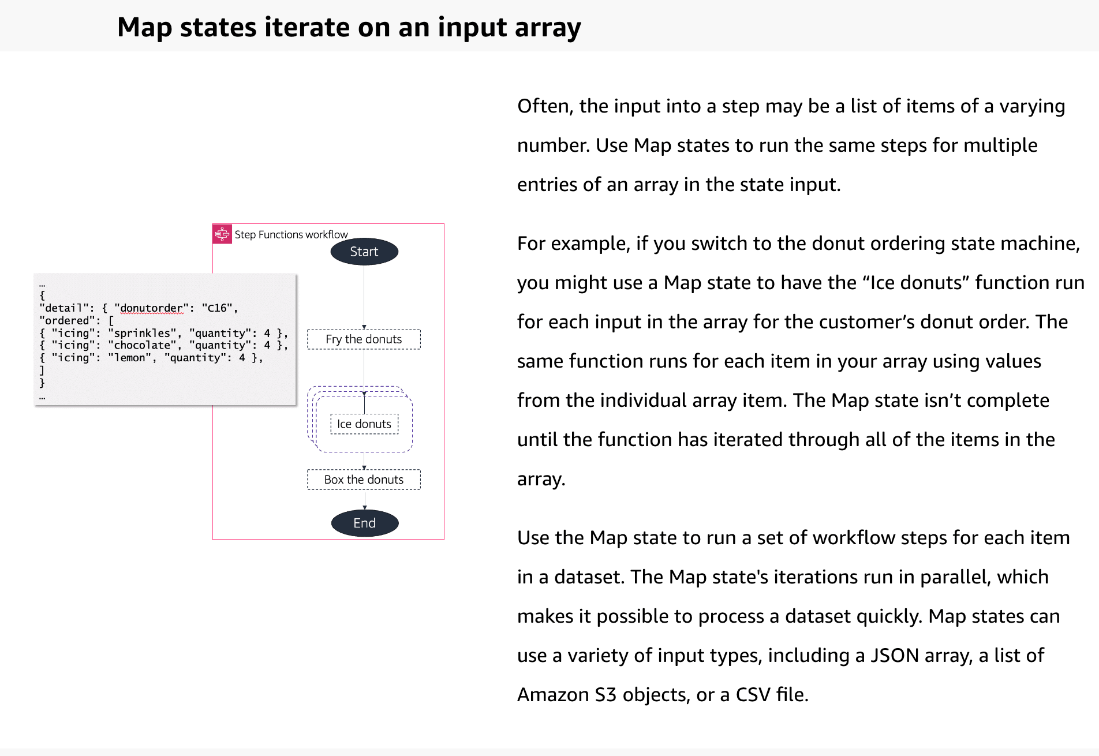 Map states iterate on an input array
Often, the input into a step may be a list of items of a varying
number. Use Map states to run the same steps for multiple
entries of an array in the state input.
For example, if you switch to the donut ordering state machine,
you might use a Map state to have the “Ice donuts” function run
for each input in the array for the customer’s donut order. The
same function runs for each item in your array using values
from the individual array item. The Map state isn’t complete
until the function has iterated through all of the items in the
array.
Use the Map state to run a set of workflow steps for each item
in a dataset. The Map state's iterations run in parallel, which
makes it possible to process a dataset quickly. Map states can
use a variety of input types, including a JSON array, a list of
Amazon S3 objects, or a CSV file.
Step Functions workflow
Start
Fry the donuts
Ice donuts
Box the donuts
End
…
{
"detail": { "donutorder": "C16",
"ordered": [
{ "icing": "sprinkles", "quantity": 4 },
{ "icing": "chocolate", "quantity": 4 },
{ "icing": "lemon", "quantity": 4 },
]
}
…